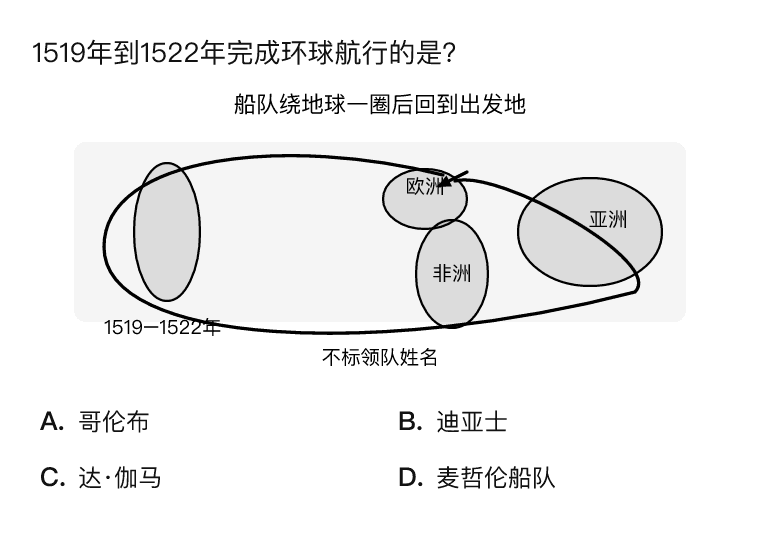 1519年到1522年完成环球航行的是？
船队绕地球一圈后回到出发地
欧洲
亚洲
非洲
1519—1522年
不标领队姓名
A. 哥伦布
B. 迪亚士
C. 达·伽马
D. 麦哲伦船队